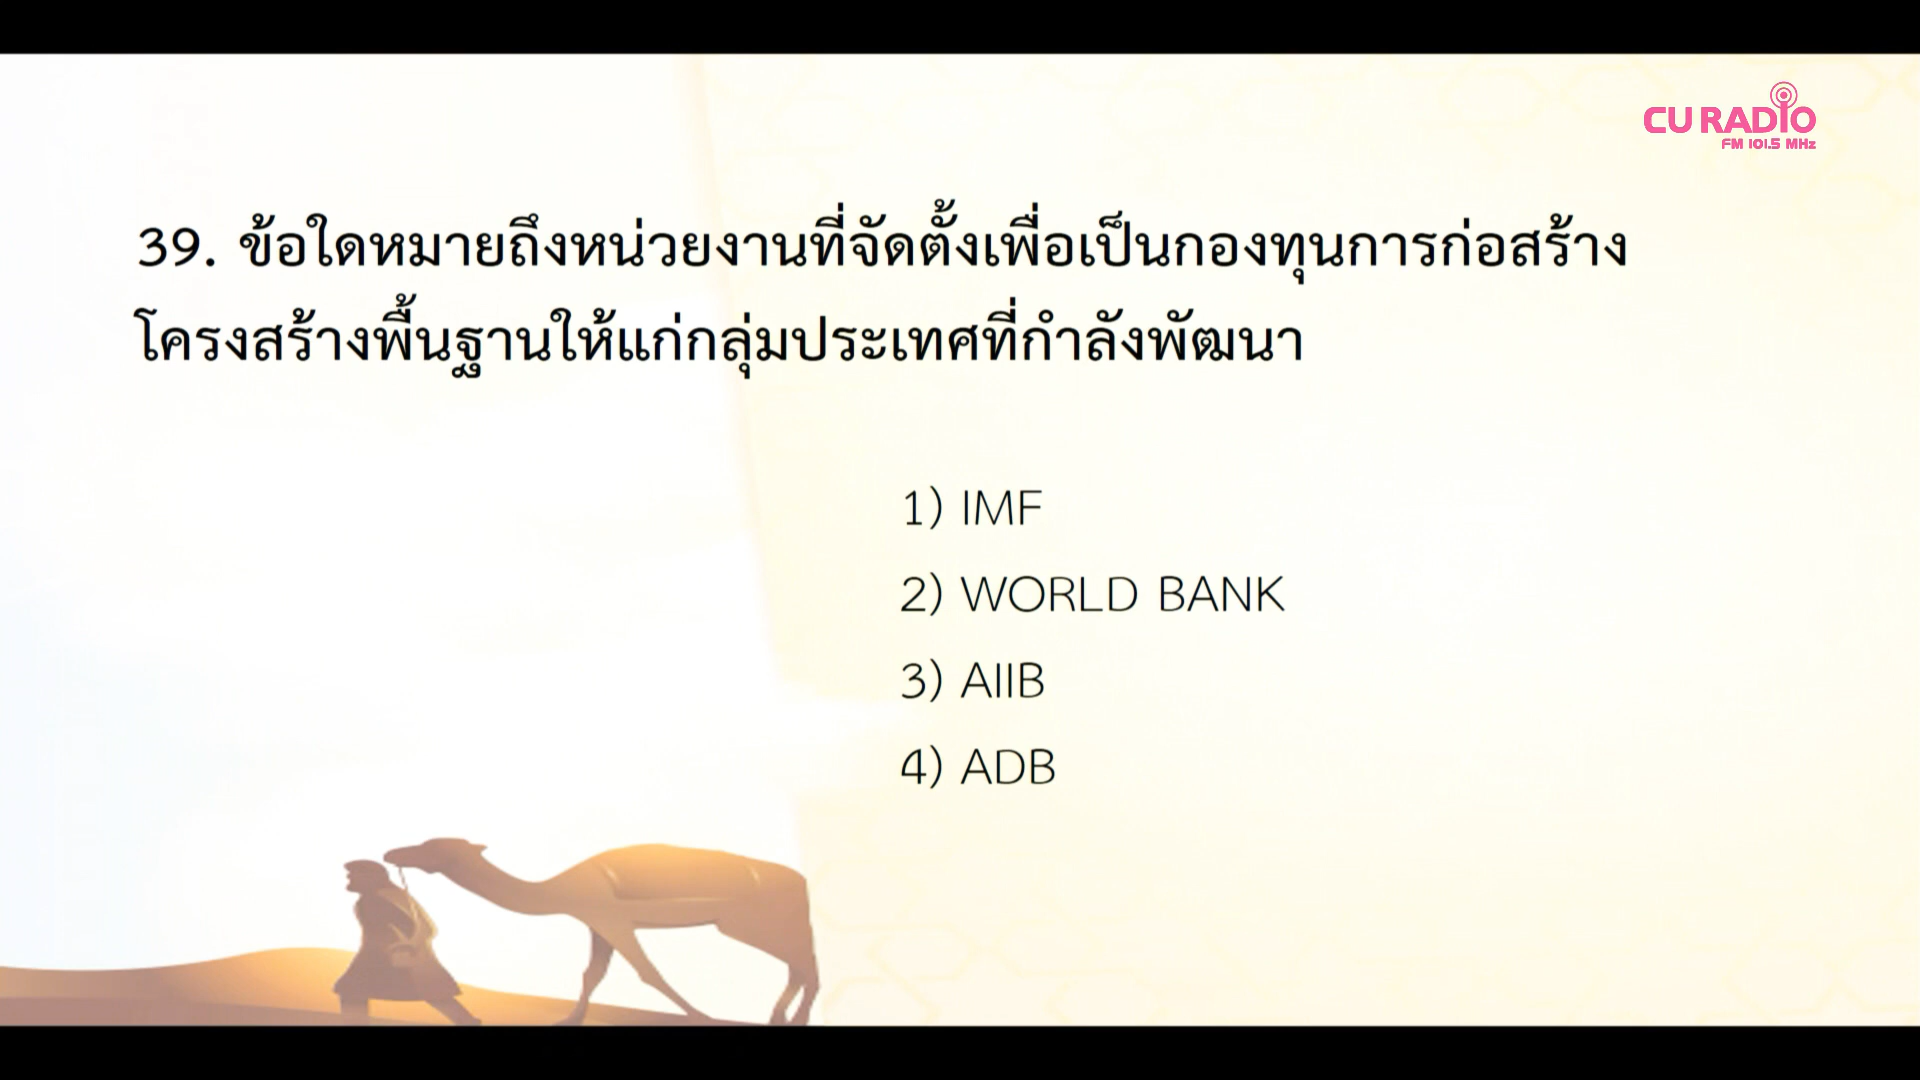 CU RADIO
FM 101.5 MHz
39. ข้อใดหมายถึงหน่วยงานที่จัดตั้งเพื่อเป็นกองทุนการก่อสร้าง
โครงสร้างพื้นฐานให้แก่กลุ่มประเทศที่กำลังพัฒนา
1) IMF
2) WORLD BANK
3) AIIB
4) ADB